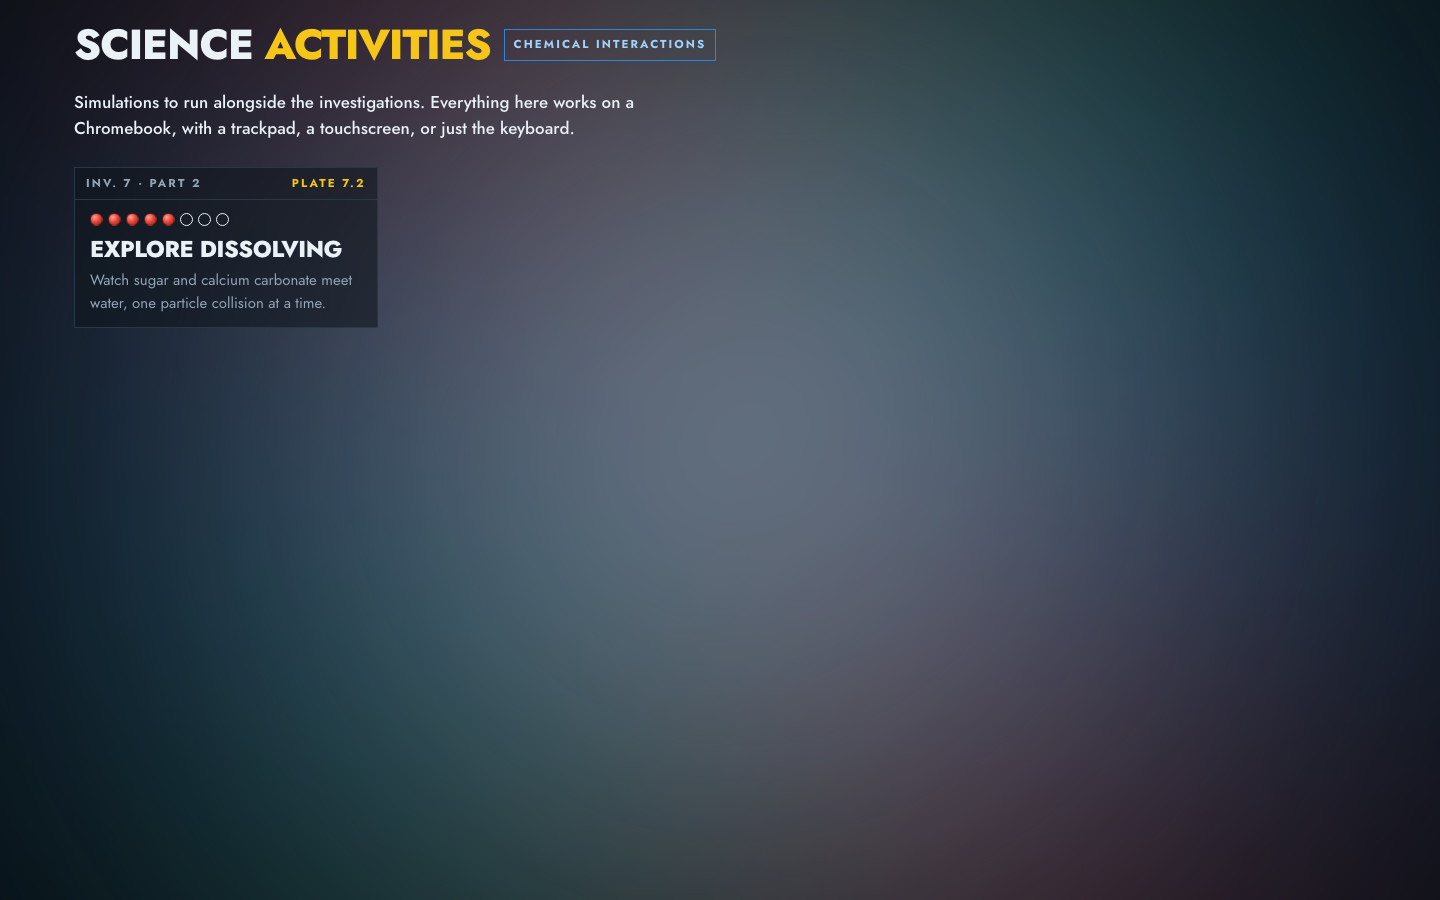 SCIENCE ACTIVITIES CHEMICAL INTERACTIONS
Simulations to run alongside the investigations. Everything here works on a
Chromebook, with a trackpad, a touchscreen, or just the keyboard.
INV. 7 · PART 2 PLATE 7.2
EXPLORE DISSOLVING
Watch sugar and calcium carbonate meet
water, one particle collision at a time.